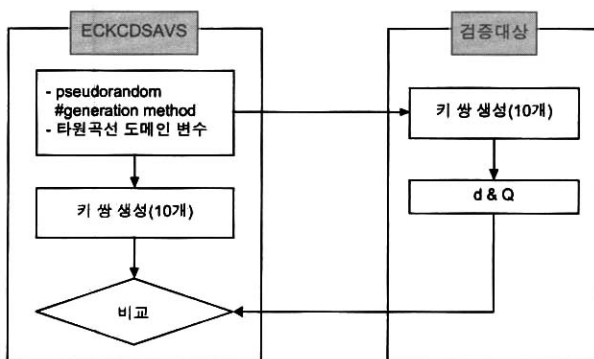 ECKCDSAVS
검증대상
- pseudorandom
#generation method
- 타원곡선 도메인 변수
키 쌍 생성(10개)
키 쌍 생성(10개)
d & Q
비교